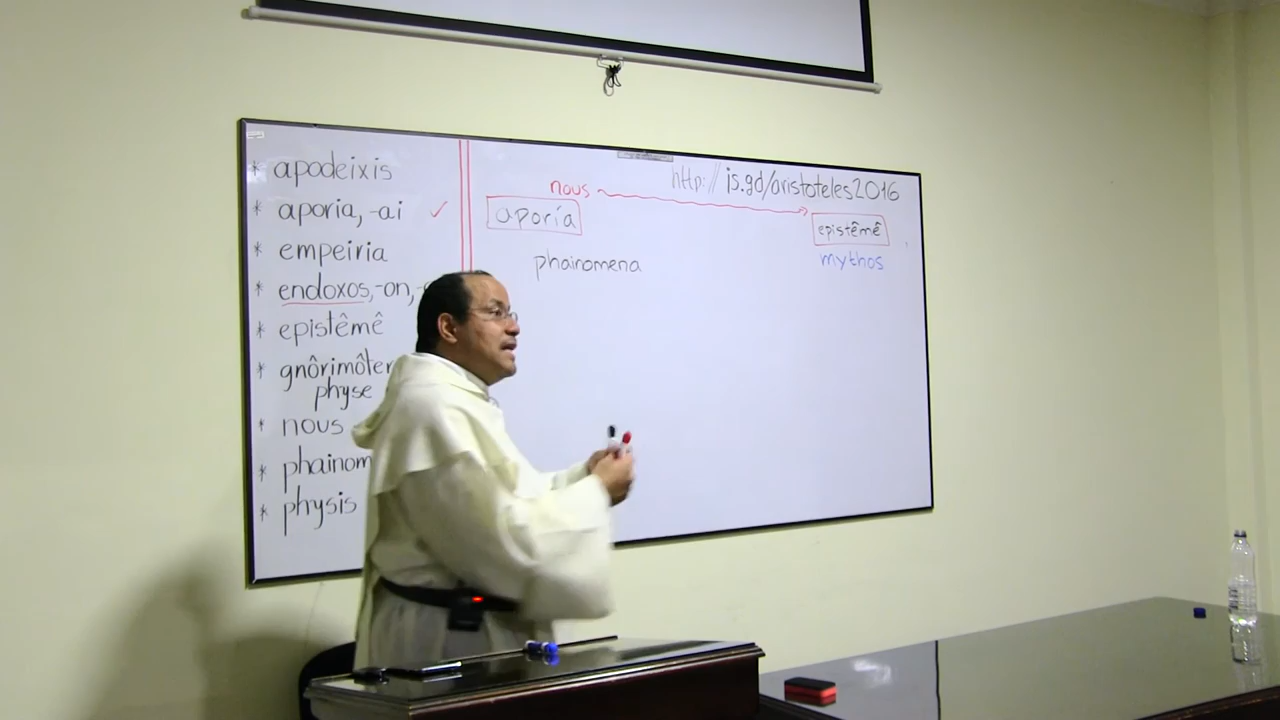 * apodeixis
* aporia, -ai ✓
* empeiria
* endoxos, -on,
* epistêmê
* gnôrimôter
physe
* nous
* phainom
* physis
http://is.gd/aristoteles2016
nous
aporía
epistêmê
phainomena
mythos